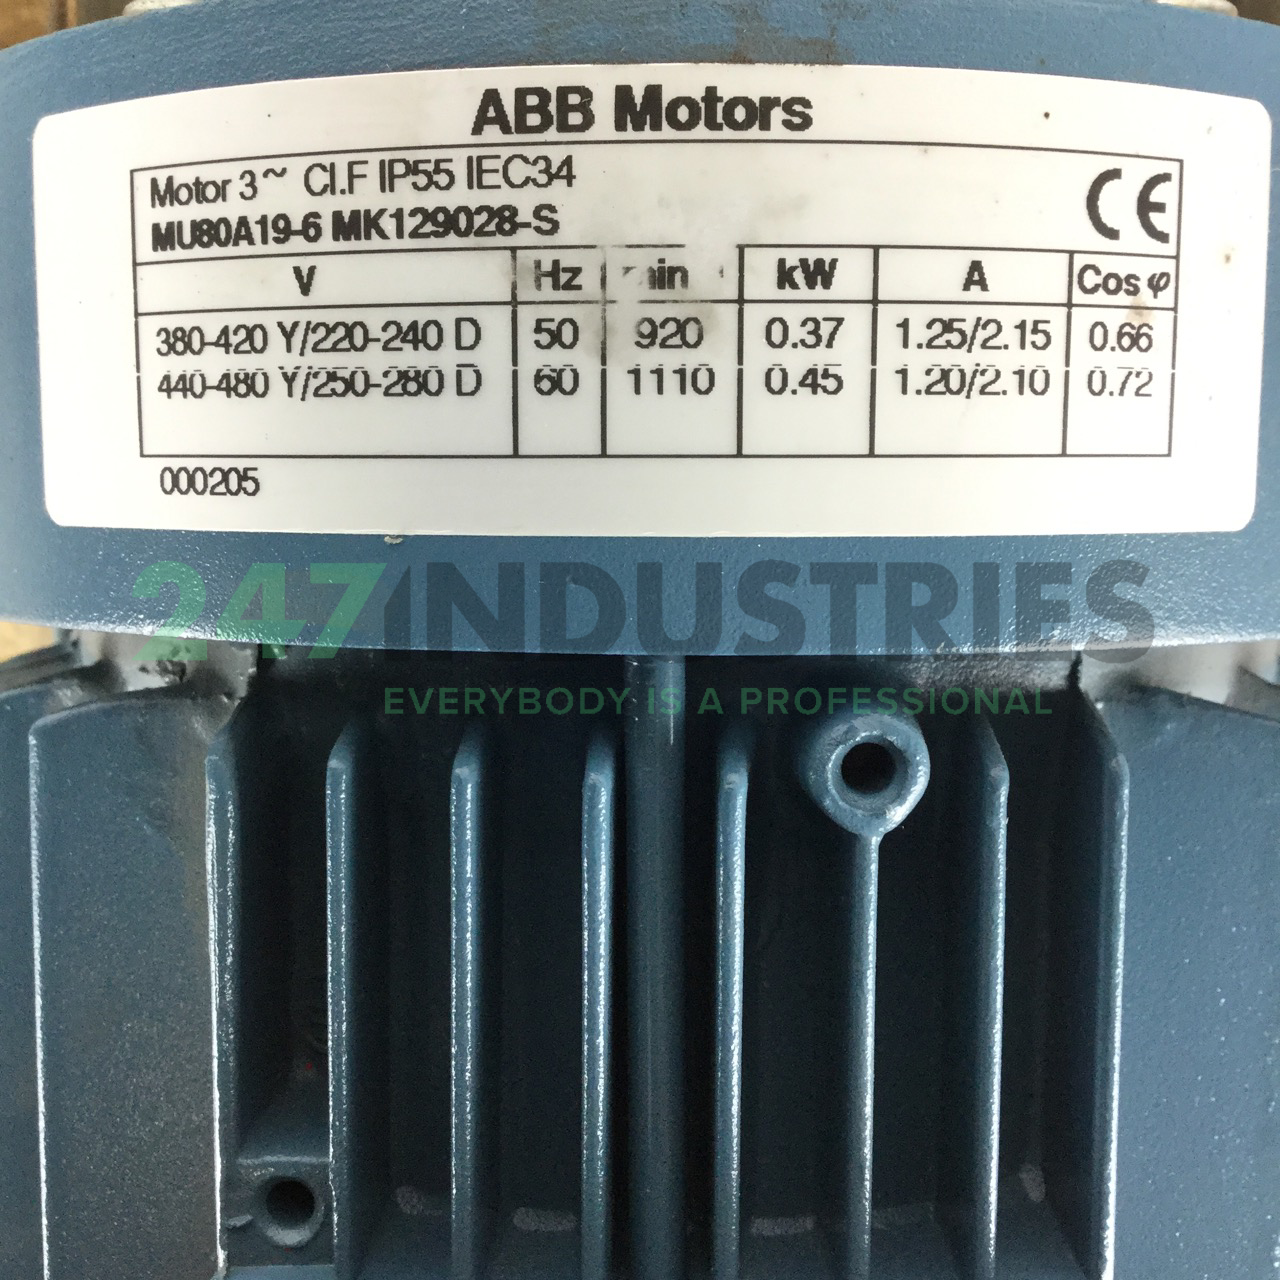 ABB Motors
Motor 3~ Cl.F IP55 IEC34
MU80A19-6 MK129028-S
CE
V Hz kW A Cos φ
380-420 Y/220-240 D 50 920 0.37 1.25/2.15 0.66
440-480 Y/250-280 D 60 1110 0.45 1.20/2.10 0.72
000205
247INDUSTRIES
EVERYBODY IS A PROFESSIONAL